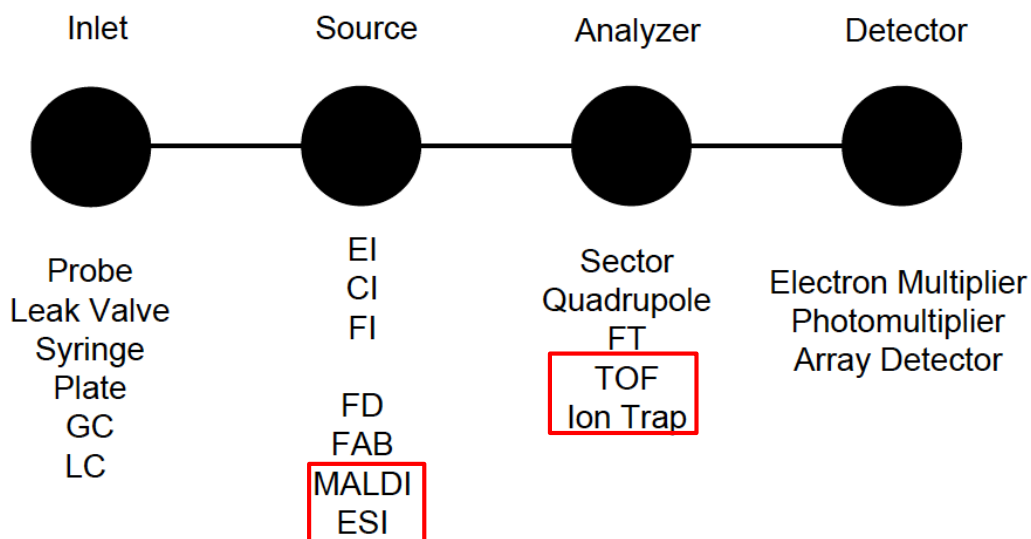 Inlet
Source
Analyzer
Detector
Probe
Leak Valve
Syringe
Plate
GC
LC
EI
CI
FI
FD
FAB
MALDI
ESI
Sector
Quadrupole
FT
TOF
Ion Trap
Electron Multiplier
Photomultiplier
Array Detector